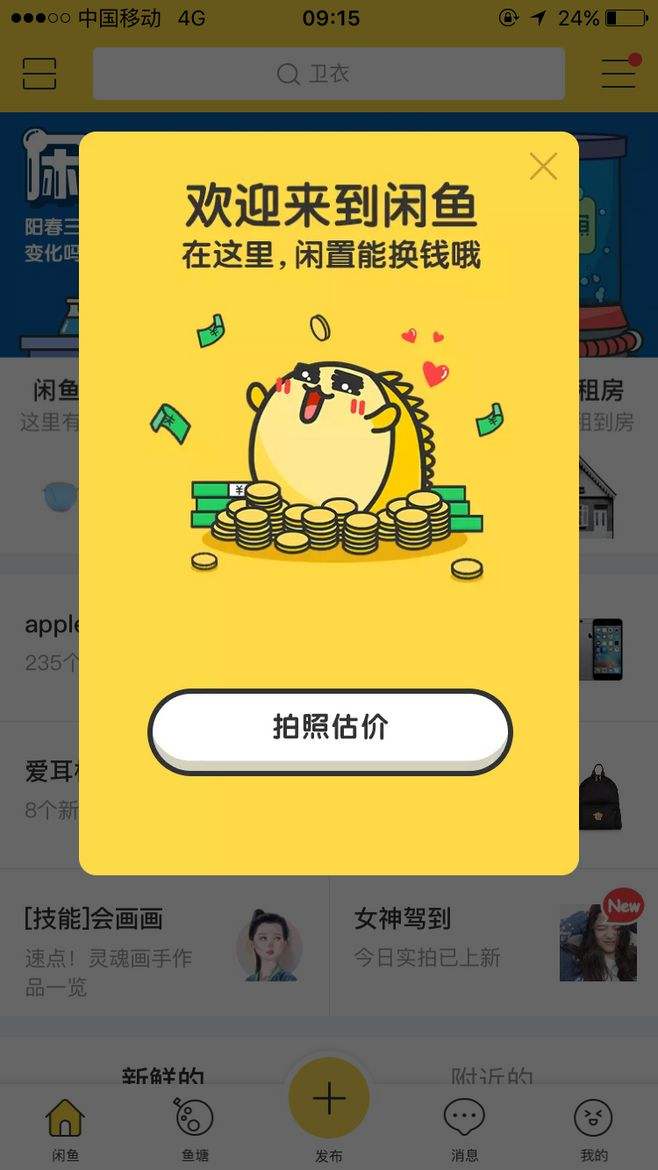 中国移动 4G 09:15 24%
卫衣
闲
阳春三
变化吗
欢迎来到闲鱼
在这里，闲置能换钱哦
拍照估价
闲鱼
租房
这里有
租到房
apple
235个
爱耳
8个新
[技能]会画画
速点！灵魂画手作
品一览
女神驾到
今日实拍已上新
New
新鲜的
附近的
闲鱼
鱼塘
发布
消息
我的